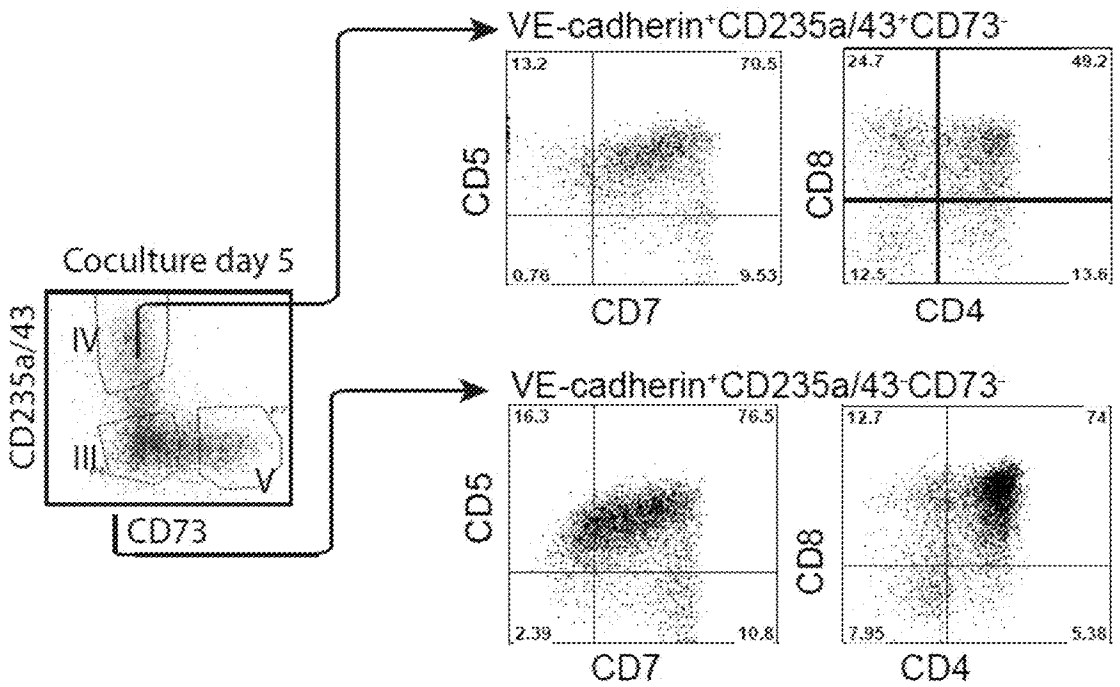 VE-cadherin⁺CD235a/43⁺CD73⁻
13.2 70.5
24.7 49.2
CD5
CD8
0.76 9.53
12.5 13.6
CD7
CD4
Coculture day 5
CD235a/43
IV
III
V
CD73
VE-cadherin⁺CD235a/43⁻CD73⁻
16.3 76.5
12.7 74
CD5
CD8
2.39 10.8
7.95 5.38
CD7
CD4